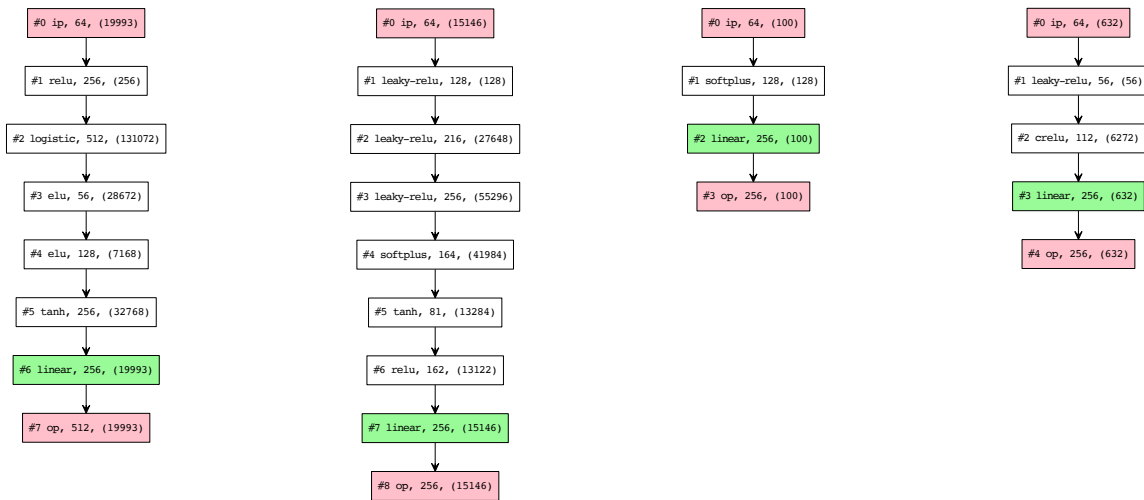 #0 ip, 64, (19993)
#1 relu, 256, (256)
#2 logistic, 512, (131072)
#3 elu, 56, (28672)
#4 elu, 128, (7168)
#5 tanh, 256, (32768)
#6 linear, 256, (19993)
#7 op, 512, (19993)
#0 ip, 64, (15146)
#1 leaky-relu, 128, (128)
#2 leaky-relu, 216, (27648)
#3 leaky-relu, 256, (55296)
#4 softplus, 164, (41984)
#5 tanh, 81, (13284)
#6 relu, 162, (13122)
#7 linear, 256, (15146)
#8 op, 256, (15146)
#0 ip, 64, (100)
#1 softplus, 128, (128)
#2 linear, 256, (100)
#3 op, 256, (100)
#0 ip, 64, (632)
#1 leaky-relu, 56, (56)
#2 crelu, 112, (6272)
#3 linear, 256, (632)
#4 op, 256, (632)